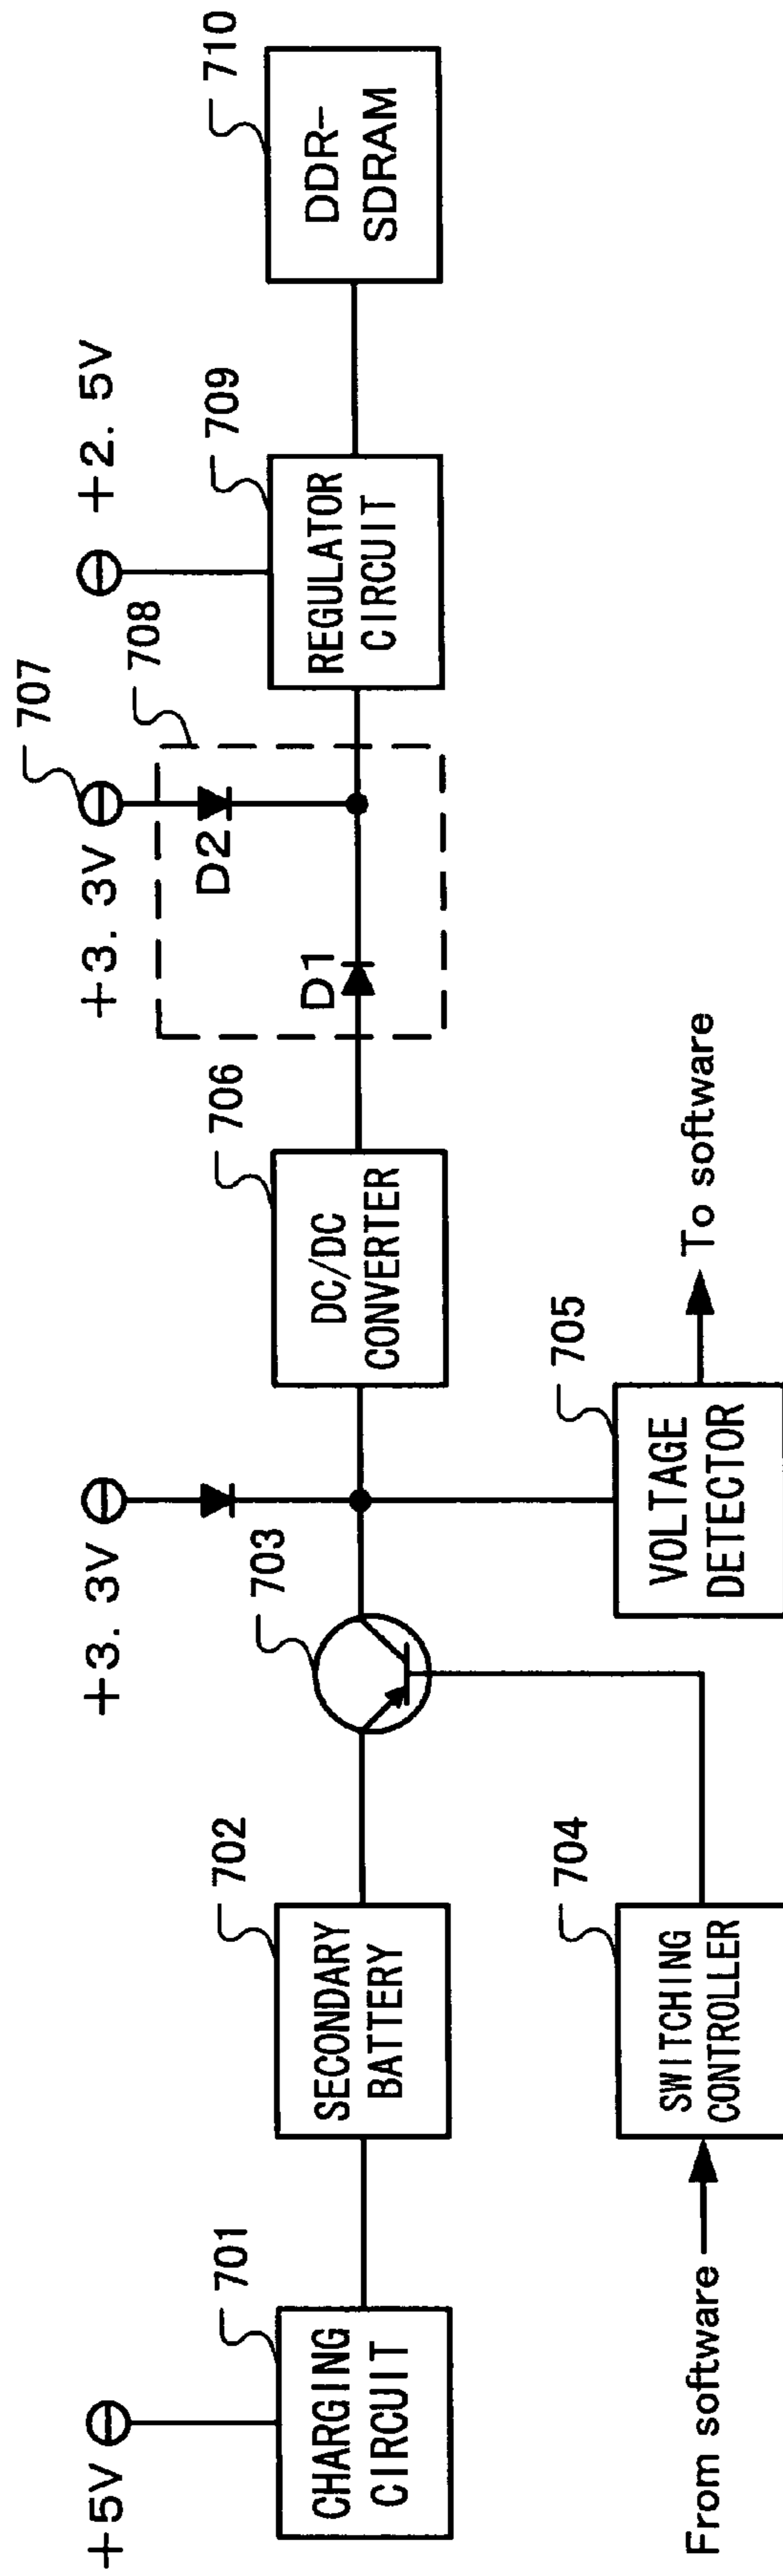 +5V
701
CHARGING
CIRCUIT
702
SECONDARY
BATTERY
703
+3. 3V
706
DC/DC
CONVERTER
+3. 3V
707
708
D1
D2
+2. 5V
709
REGULATOR
CIRCUIT
710
DDR-
SDRAM
From software
704
SWITCHING
CONTROLLER
705
VOLTAGE
DETECTOR
To software